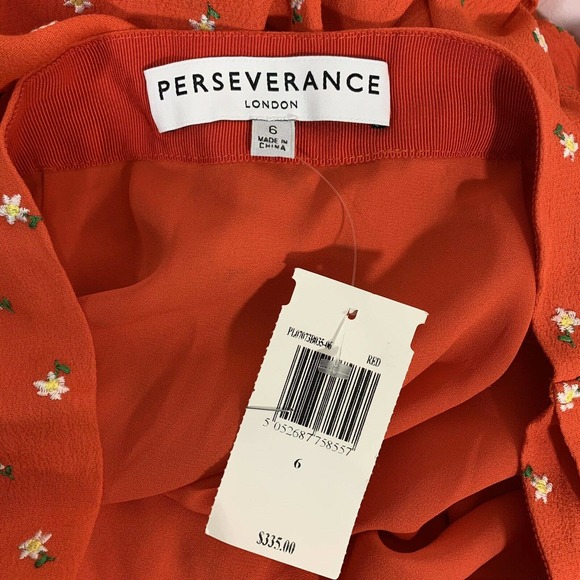 PERSEVERANCE
LONDON
6
MADE IN
CHINA
RED
5 052687 758557
6
$335.00